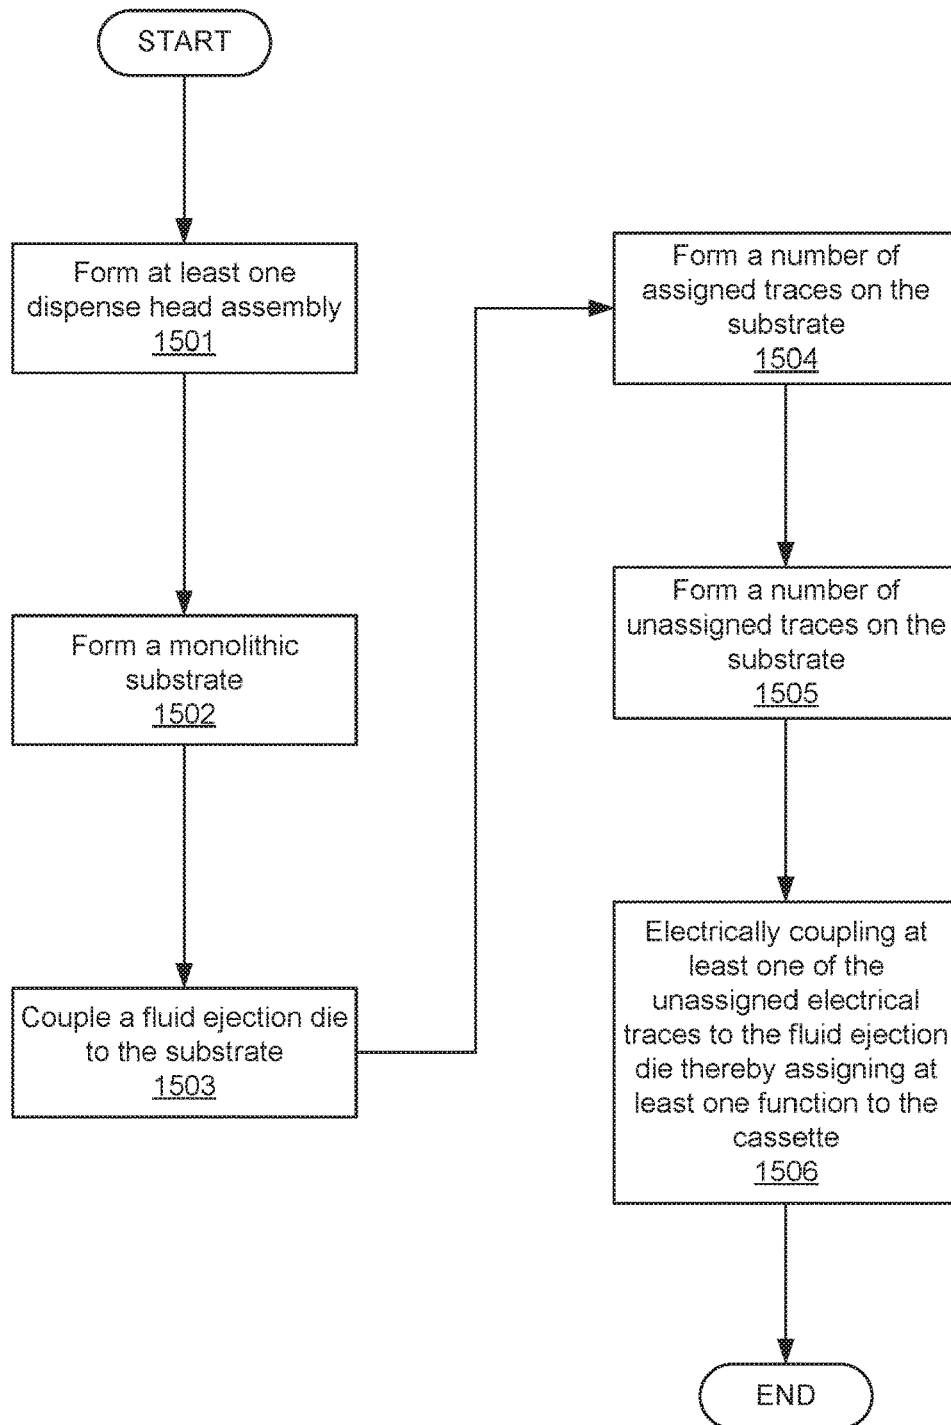 START
Form at least one
dispense head assembly
1501
Form a monolithic
substrate
1502
Couple a fluid ejection die
to the substrate
1503
Form a number of
assigned traces on the
substrate
1504
Form a number of
unassigned traces on the
substrate
1505
Electrically coupling at
least one of the
unassigned electrical
traces to the fluid ejection
die thereby assigning at
least one function to the
cassette
1506
END